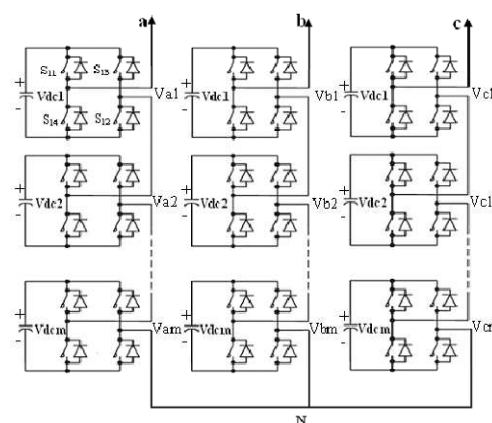 a b c
S11 S13
+ Vdc1 - Va1 + Vdc1 - Vb1 + Vdc1 - Vc1
S14 S12
+ Vdc2 - Va2 + Vdc2 - Vb2 + Vdc2 - Vc1
+ Vdcm - Vam + Vdcm - Vbm + Vdcm -
N